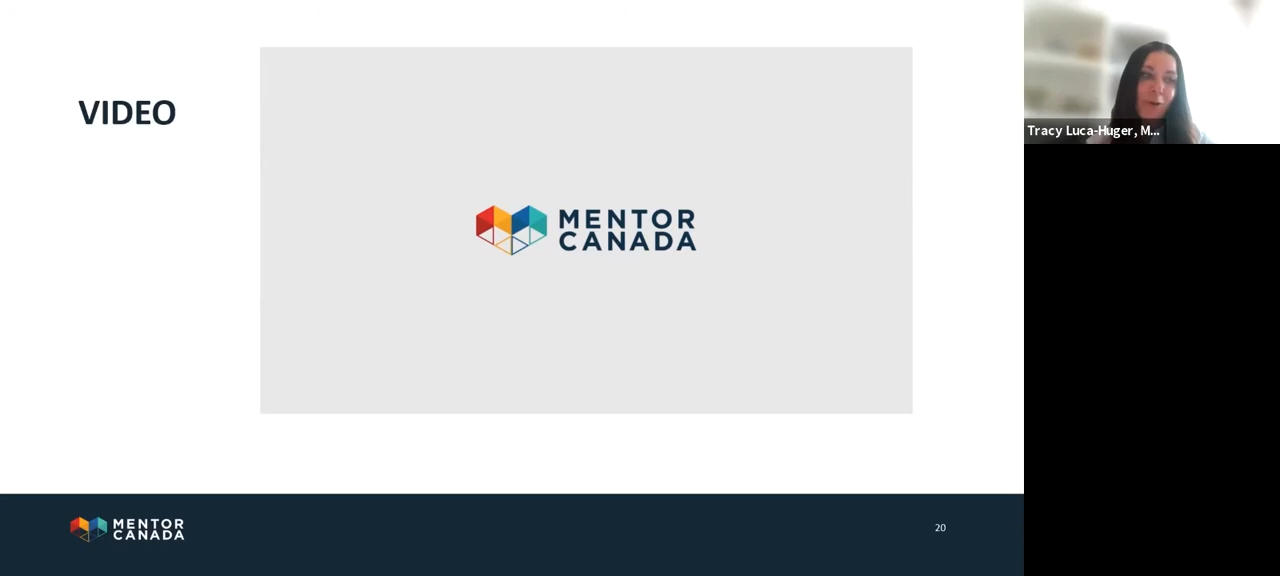 VIDEO
MENTOR
CANADA
Tracy Luca-Huger, M...
MENTOR
CANADA
20